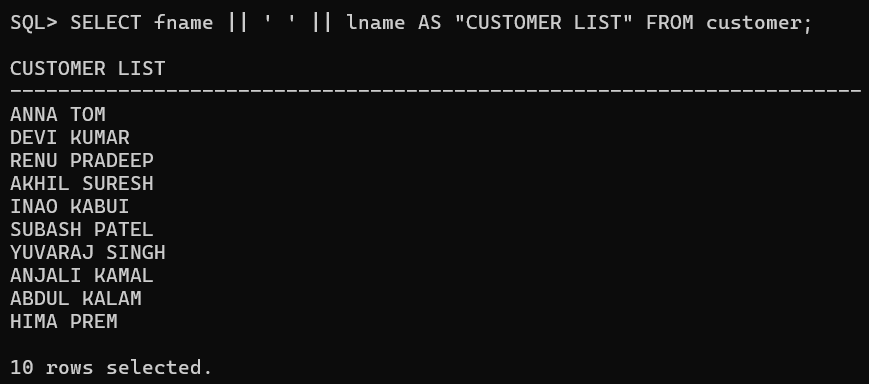 SQL> SELECT fname || ' ' || lname AS "CUSTOMER LIST" FROM customer;
CUSTOMER LIST
-----------------------------------------------------------------------
ANNA TOM
DEVI KUMAR
RENU PRADEEP
AKHIL SURESH
INAO KABUI
SUBASH PATEL
YUVARAJ SINGH
ANJALI KAMAL
ABDUL KALAM
HIMA PREM
10 rows selected.